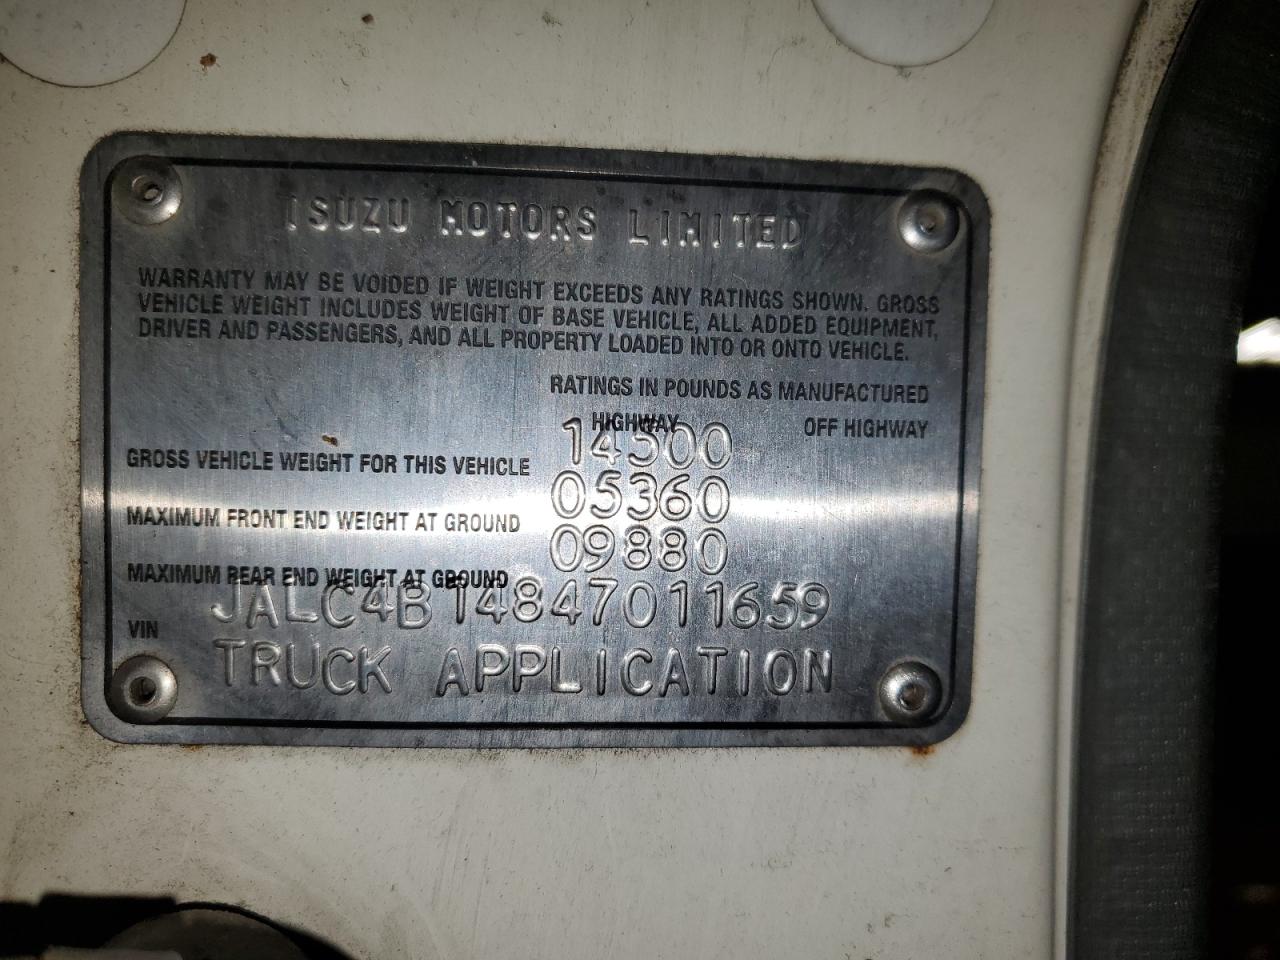 ISUZU MOTORS LIMITED
WARRANTY MAY BE VOIDED IF WEIGHT EXCEEDS ANY RATINGS SHOWN. GROSS
VEHICLE WEIGHT INCLUDES WEIGHT OF BASE VEHICLE, ALL ADDED EQUIPMENT,
DRIVER AND PASSENGERS, AND ALL PROPERTY LOADED INTO OR ONTO VEHICLE.
RATINGS IN POUNDS AS MANUFACTURED
HIGHWAY OFF HIGHWAY
GROSS VEHICLE WEIGHT FOR THIS VEHICLE 14500
MAXIMUM FRONT END WEIGHT AT GROUND 05360
MAXIMUM REAR END WEIGHT AT GROUND 09880
VIN JALC4B14847011659
TRUCK APPLICATION